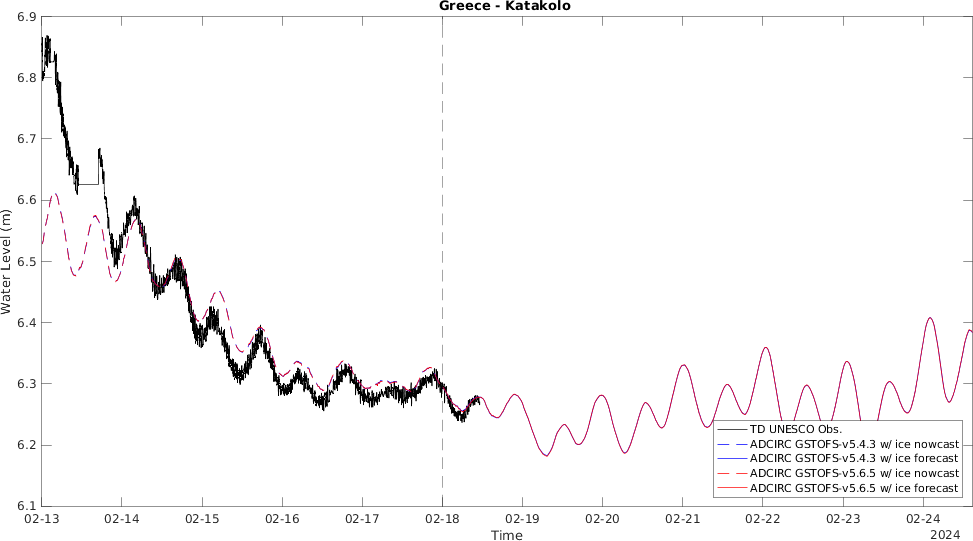 Greece - Katakolo
6.9
6.8
6.7
6.6
6.5
6.4
6.3
6.2
6.1
Water Level (m)
TD UNESCO Obs.
ADCIRC GSTOFS-v5.4.3 w/ ice nowcast
ADCIRC GSTOFS-v5.4.3 w/ ice forecast
ADCIRC GSTOFS-v5.6.5 w/ ice nowcast
ADCIRC GSTOFS-v5.6.5 w/ ice forecast
02-13 02-14 02-15 02-16 02-17 02-18 02-19 02-20 02-21 02-22 02-23 02-24
Time
2024